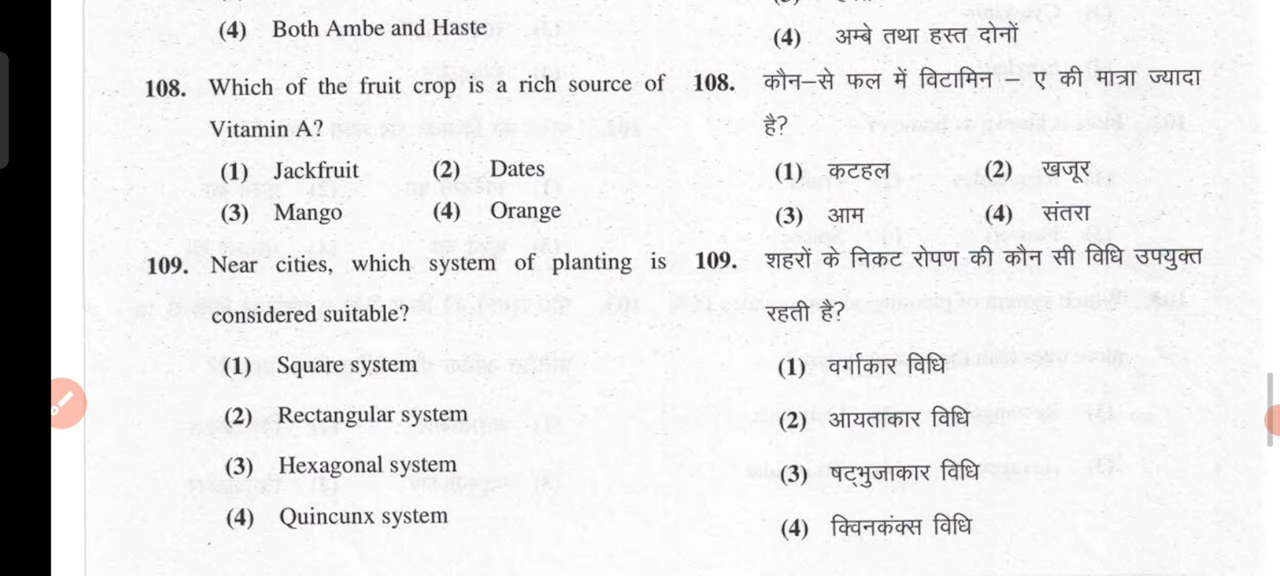 (4) Both Ambe and Haste
108. Which of the fruit crop is a rich source of
Vitamin A?
(1) Jackfruit (2) Dates
(3) Mango (4) Orange
109. Near cities, which system of planting is
considered suitable?
(1) Square system
(2) Rectangular system
(3) Hexagonal system
(4) Quincunx system
(4) अम्बे तथा हस्त दोनों
108. कौन-से फल में विटामिन – ए की मात्रा ज्यादा
है?
(1) कटहल (2) खजूर
(3) आम (4) संतरा
109. शहरों के निकट रोपण की कौन सी विधि उपयुक्त
रहती है?
(1) वर्गाकार विधि
(2) आयताकार विधि
(3) षट्भुजाकार विधि
(4) क्विनकंक्स विधि